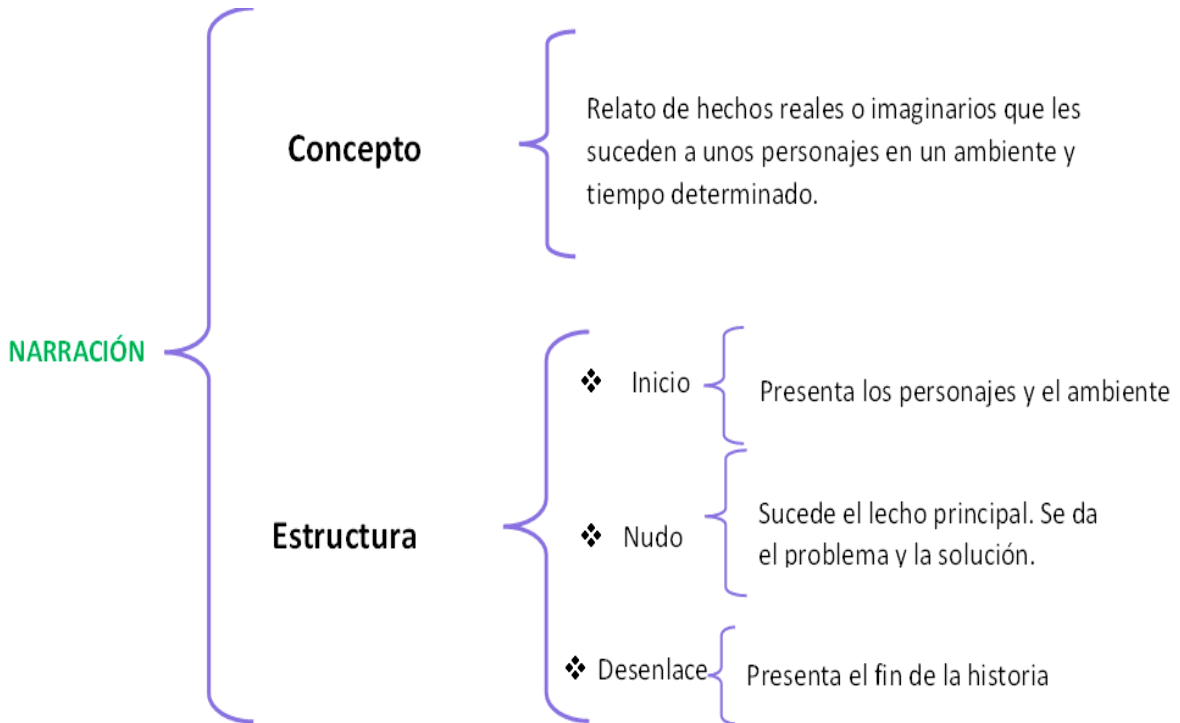 NARRACIÓN
Concepto
Relato de hechos reales o imaginarios que les
suceden a unos personajes en un ambiente y
tiempo determinado.
Estructura
❖ Inicio
Presenta los personajes y el ambiente
❖ Nudo
Sucede el lecho principal. Se da
el problema y la solución.
❖ Desenlace
Presenta el fin de la historia